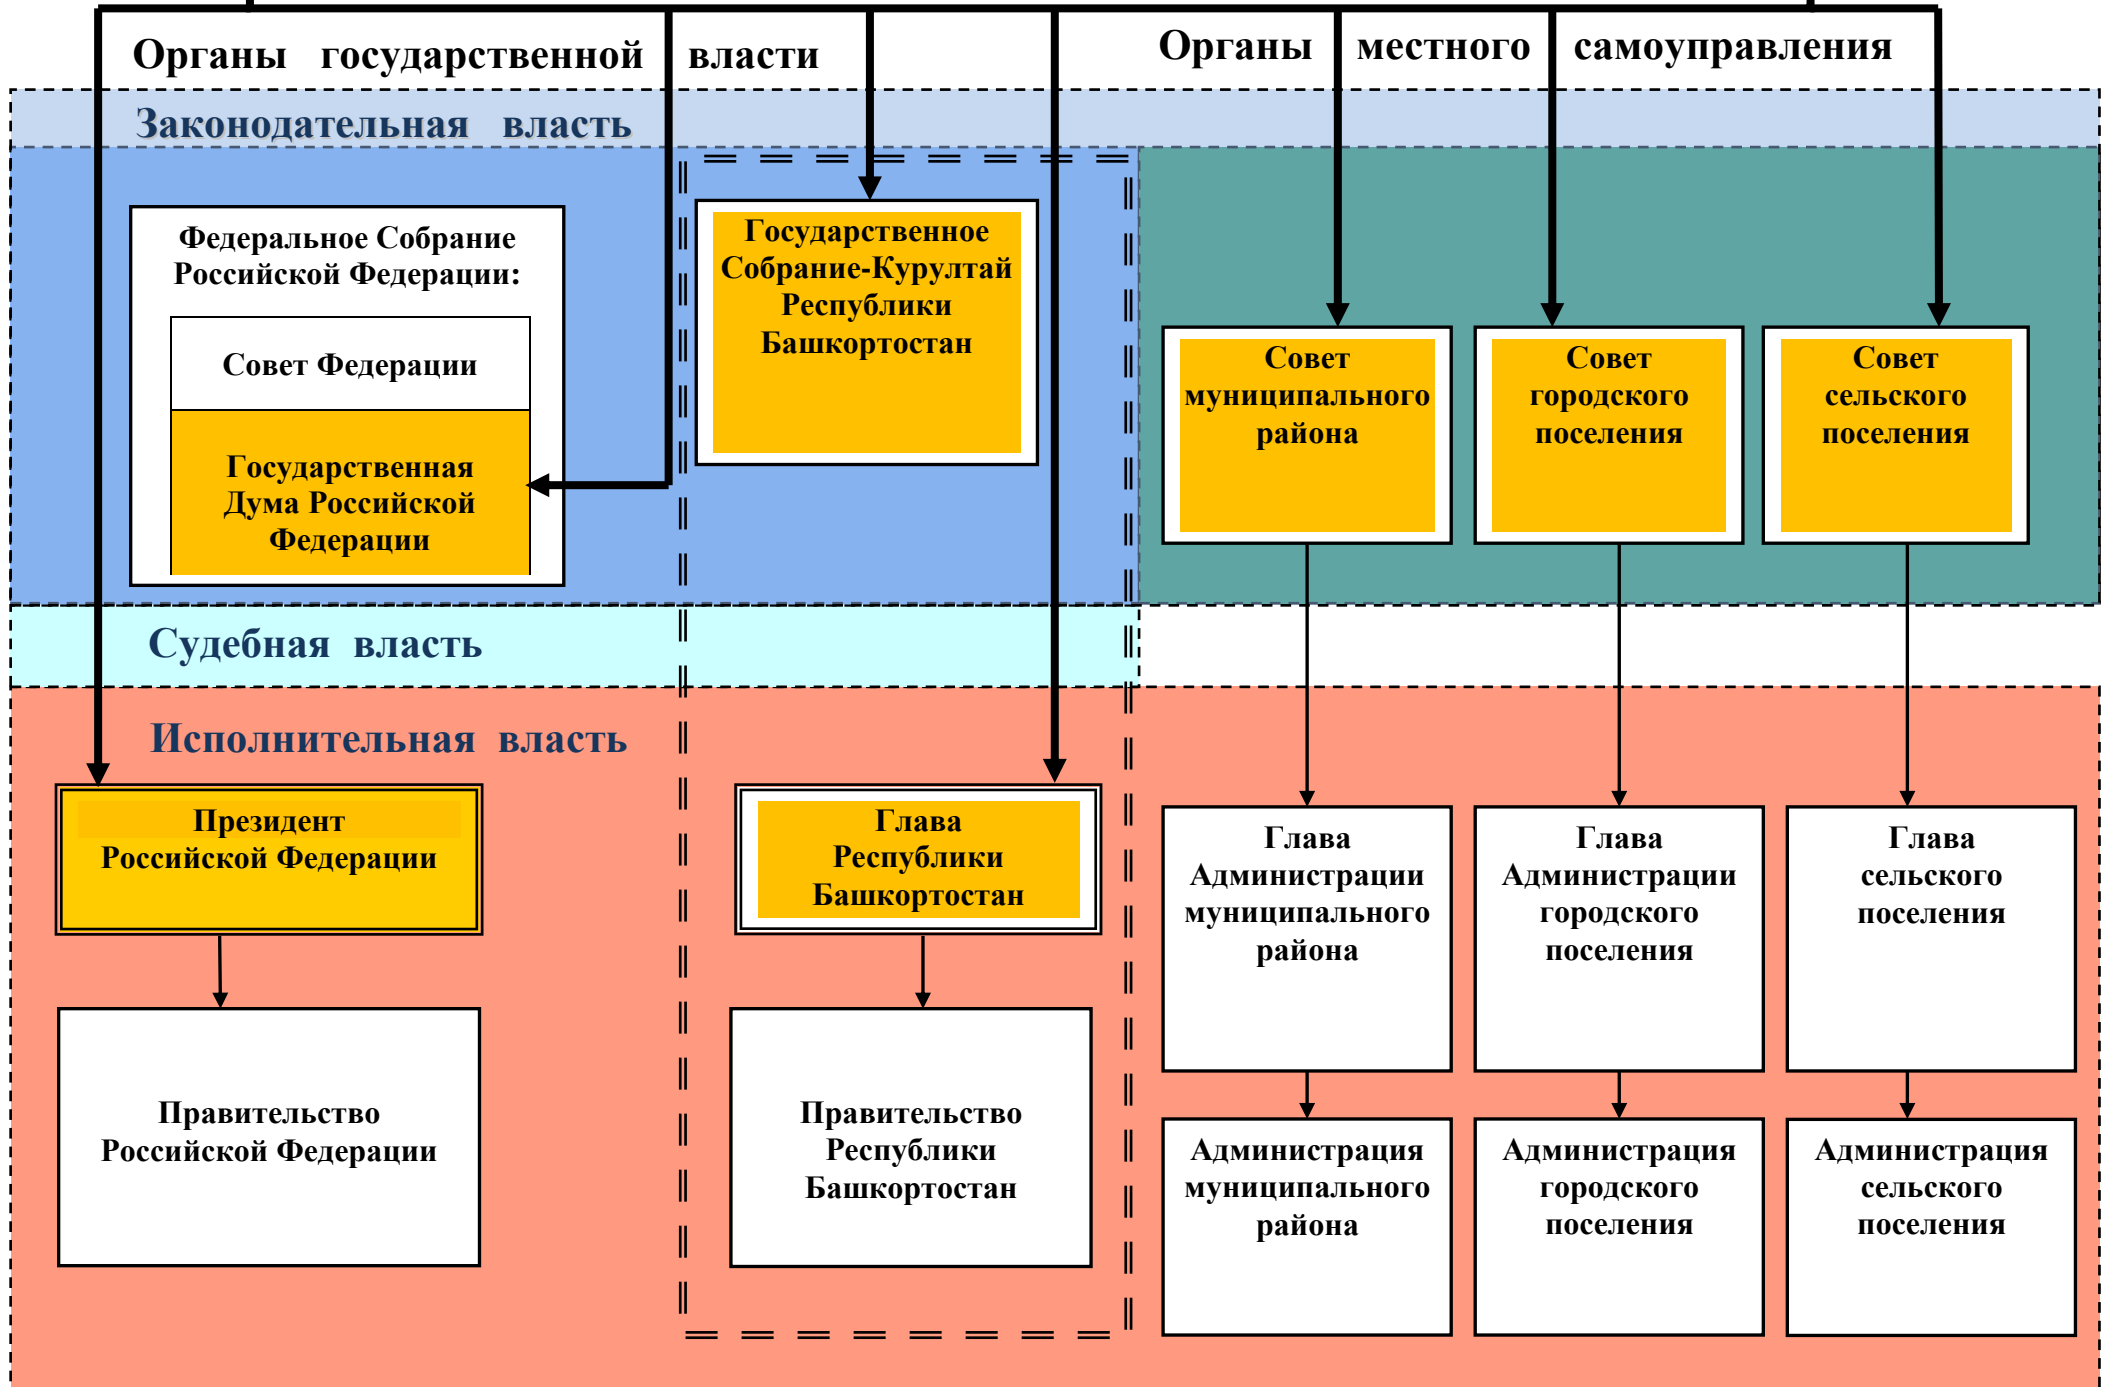 Органы государственной власти
Органы местного самоуправления
Законодательная власть
Федеральное Собрание
Российской Федерации:
Совет Федерации
Государственная
Дума Российской
Федерации
Государственное
Собрание-Курултай
Республики
Башкортостан
Совет
муниципального
района
Совет
городского
поселения
Совет
сельского
поселения
Судебная власть
Исполнительная власть
Президент
Российской Федерации
Глава
Республики
Башкортостан
Глава
Администрации
муниципального
района
Глава
Администрации
городского
поселения
Глава
сельского
поселения
Правительство
Российской Федерации
Правительство
Республики
Башкортостан
Администрация
муниципального
района
Администрация
городского
поселения
Администрация
сельского
поселения